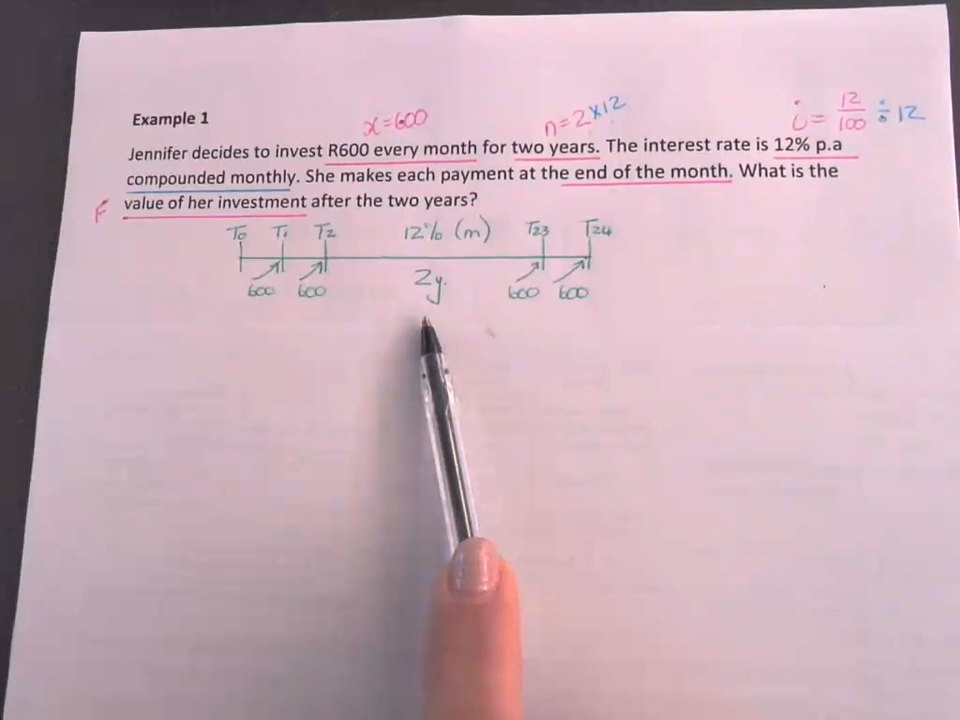 Example 1
x=600
n=2×12
i= 12/100 ÷12
Jennifer decides to invest R600 every month for two years. The interest rate is 12% p.a
compounded monthly. She makes each payment at the end of the month. What is the
F value of her investment after the two years?
T0 T1 T2 12% (m) T23 T24
600 600 2y. 600 600